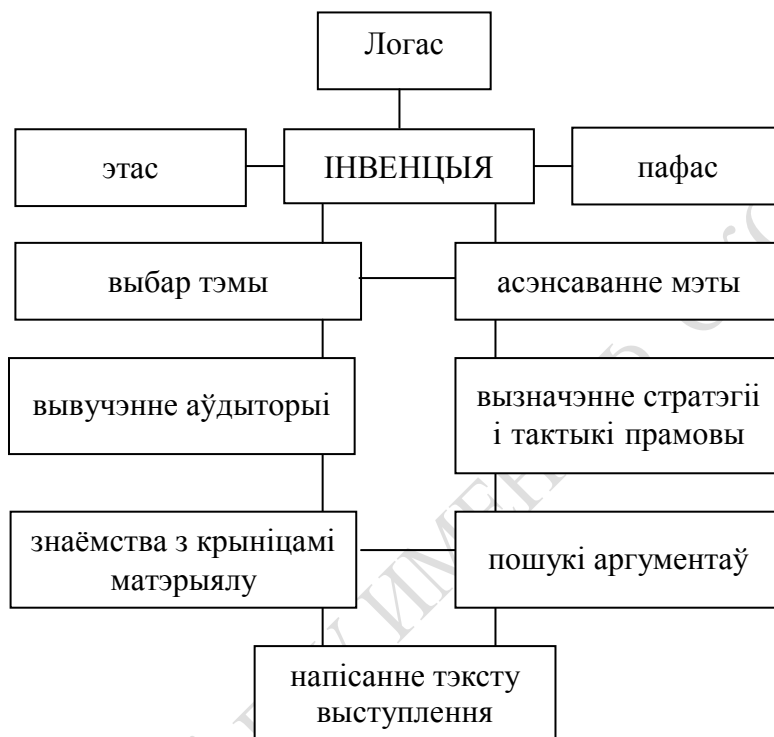 Логас
этас
ІНВЕНЦЫЯ
пафас
выбар тэмы
асэнсаванне мэты
вывучэнне аўдыторыі
вызначэнне стратэгіі
і тактыкі прамовы
знаёмства з крыніцамі
матэрыялу
пошукі аргументаў
напісанне тэксту
выступлення